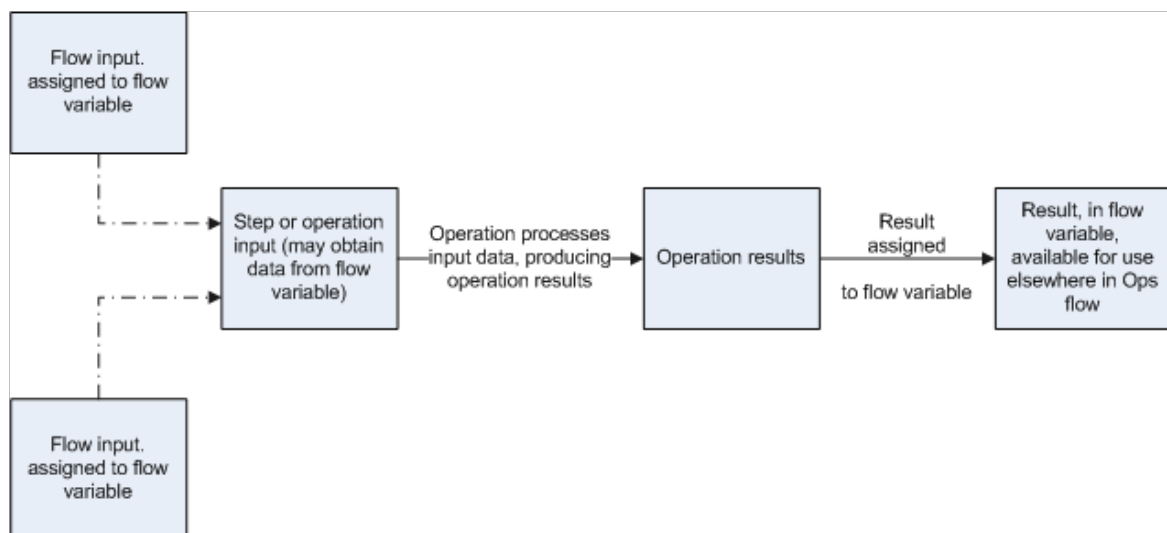 Flow input.
assigned to flow
variable
Step or operation
input (may obtain
data from flow
variable)
Operation processes
input data, producing
operation results
Operation results
Result
assigned
to flow variable
Result, in flow
variable,
available for use
elsewhere in Ops
flow
Flow input.
assigned to flow
variable